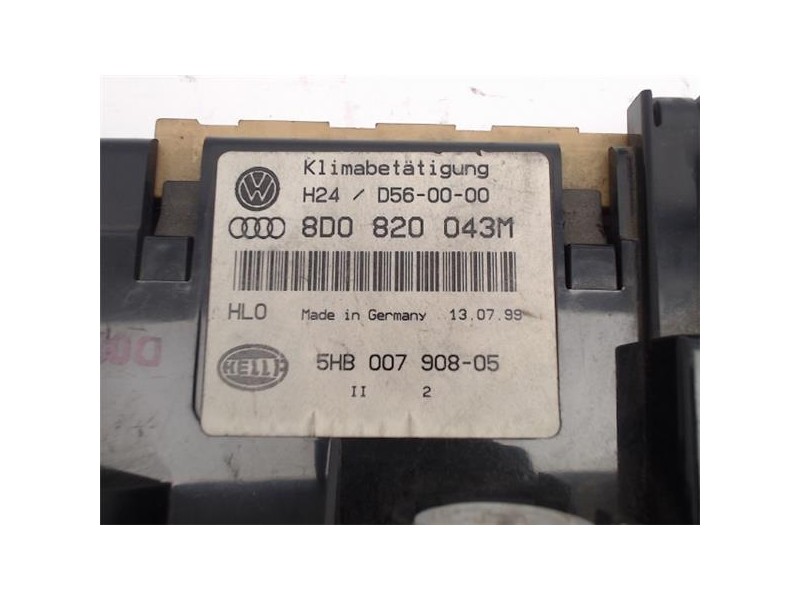 Klimabetätigung
H24 / D56-00-00
8D0 820 043M
HLO Made in Germany 13.07.99
HELLA 5HB 007 908-05
II 2